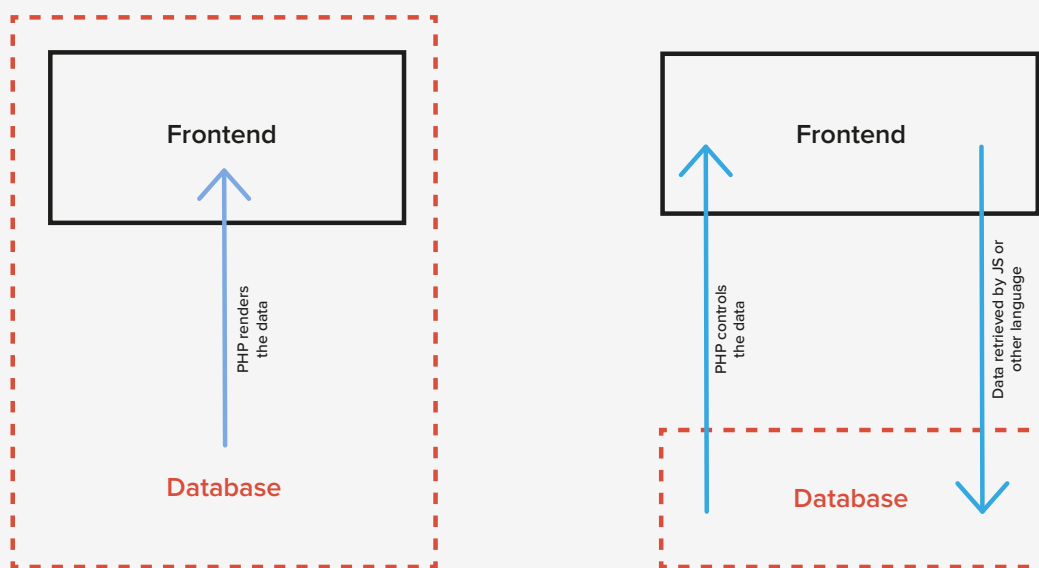 Frontend
PHP renders
the data
Database
Frontend
PHP controls
the data
Data retrieved by JS or
other language
Database